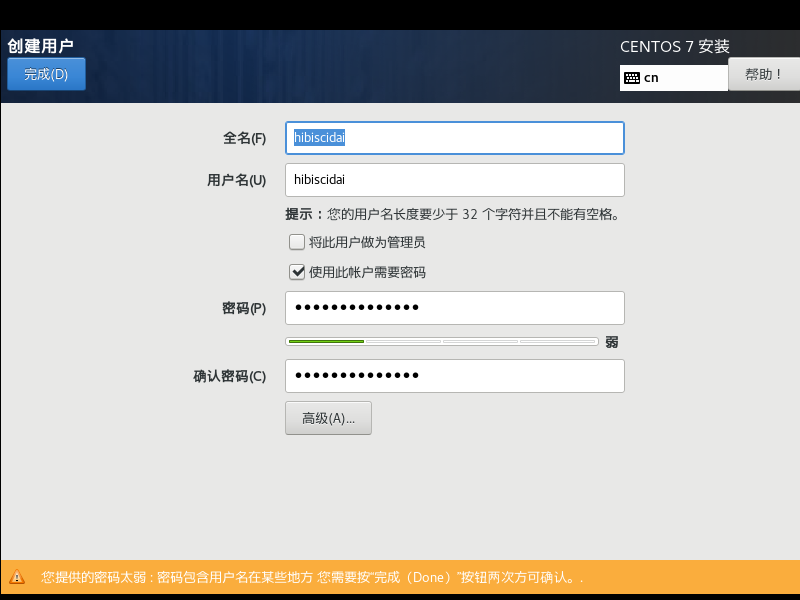 创建用户
CENTOS 7 安装
完成(D)
cn
帮助！
全名(F)
hibiscidai
用户名(U)
hibiscidai
提示：您的用户名长度要少于 32 个字符并且不能有空格。
将此用户做为管理员
使用此帐户需要密码
密码(P)
●●●●●●●●●●●●●●
弱
确认密码(C)
●●●●●●●●●●●●●●
高级(A)...
您提供的密码太弱 : 密码包含用户名在某些地方 您需要按“完成（Done）”按钮两次方可确认。.